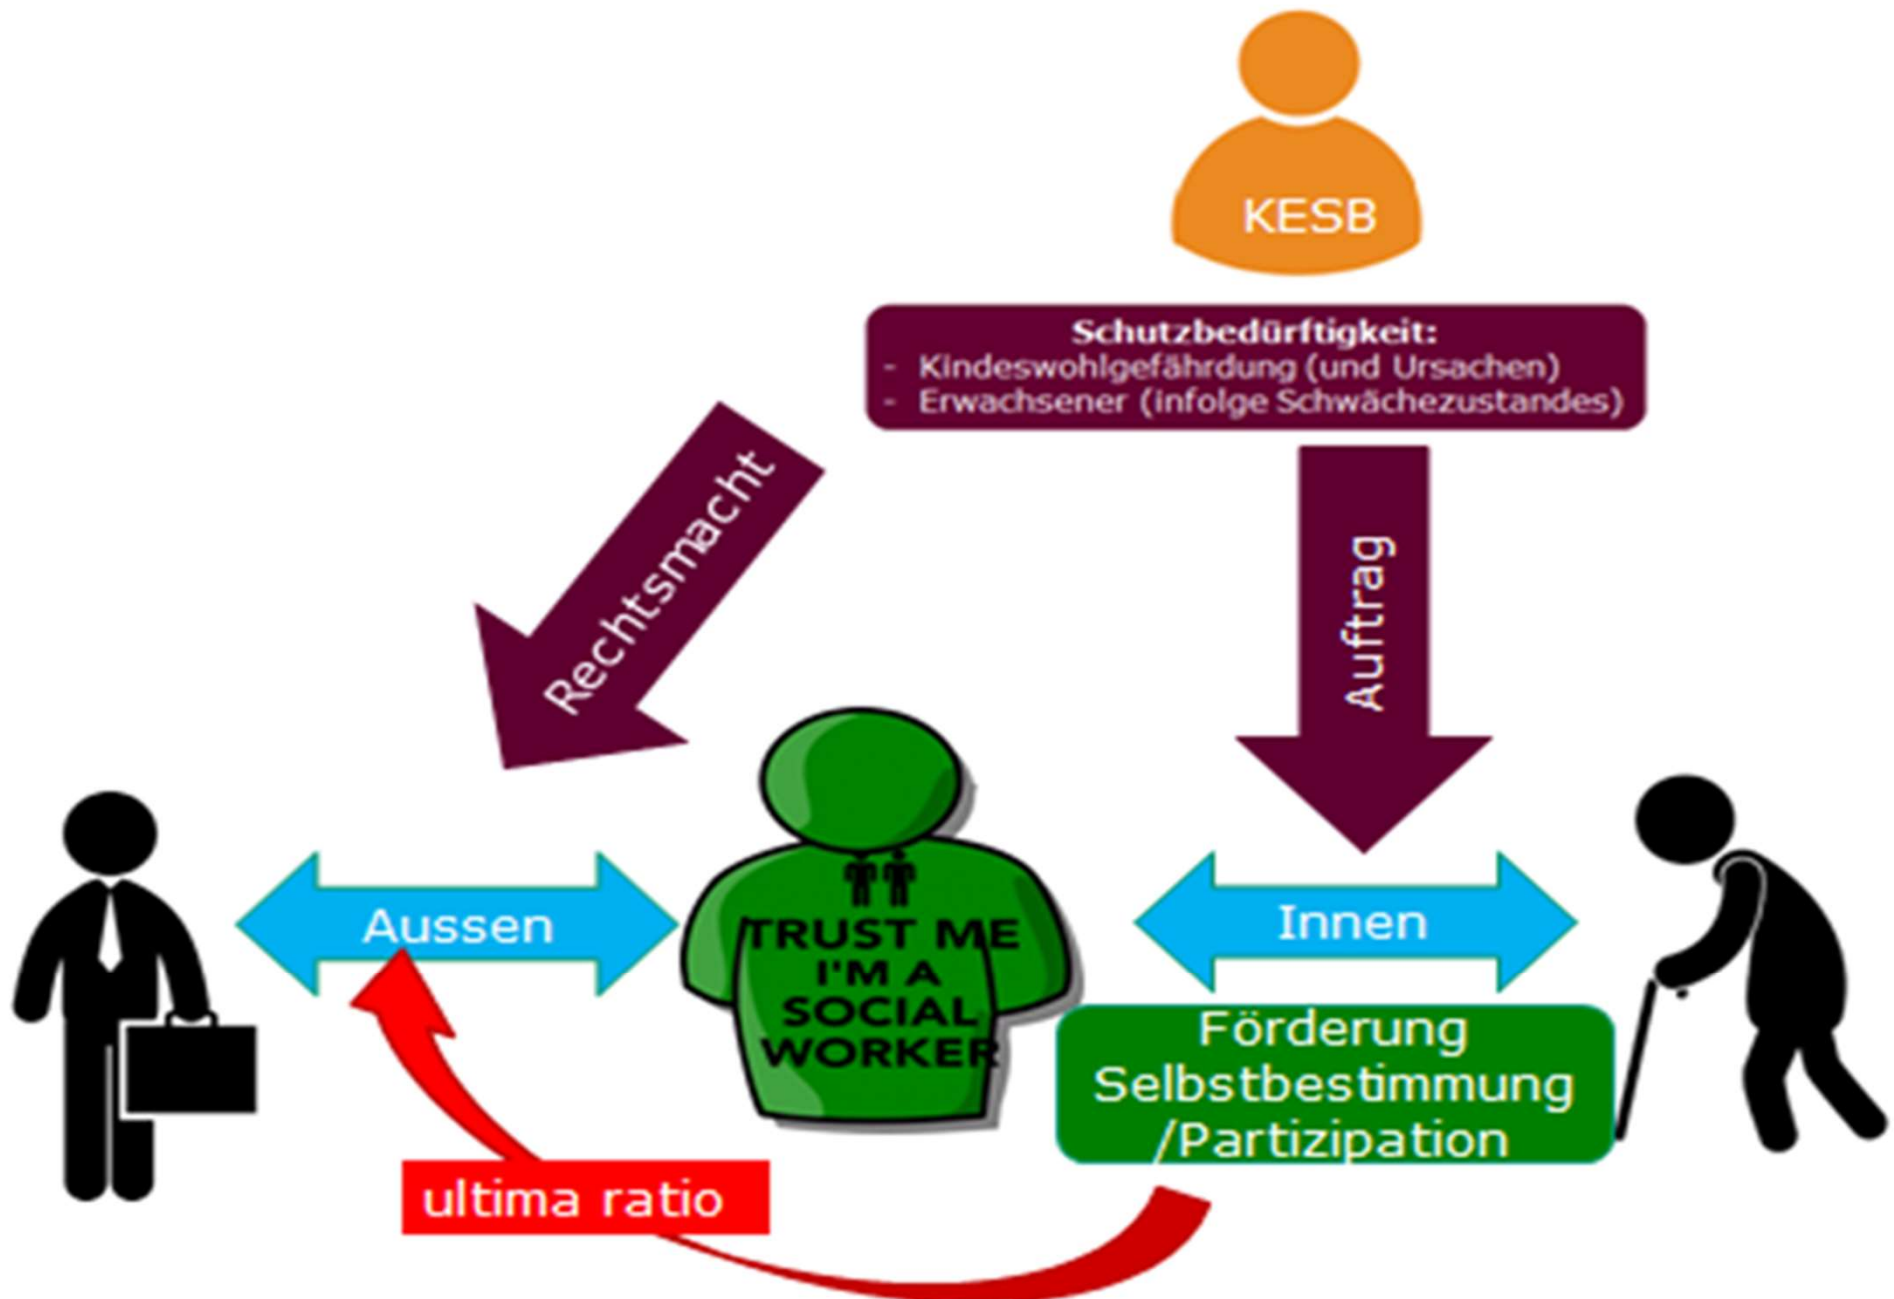 KESB
Schutzbedürftigkeit:
- Kindeswohlgefährdung (und Ursachen)
- Erwachsener (infolge Schwächezustandes)
Rechtsmacht
Auftrag
Aussen
TRUST ME
I'M A
SOCIAL
WORKER
Innen
Förderung
Selbstbestimmung
/Partizipation
ultima ratio